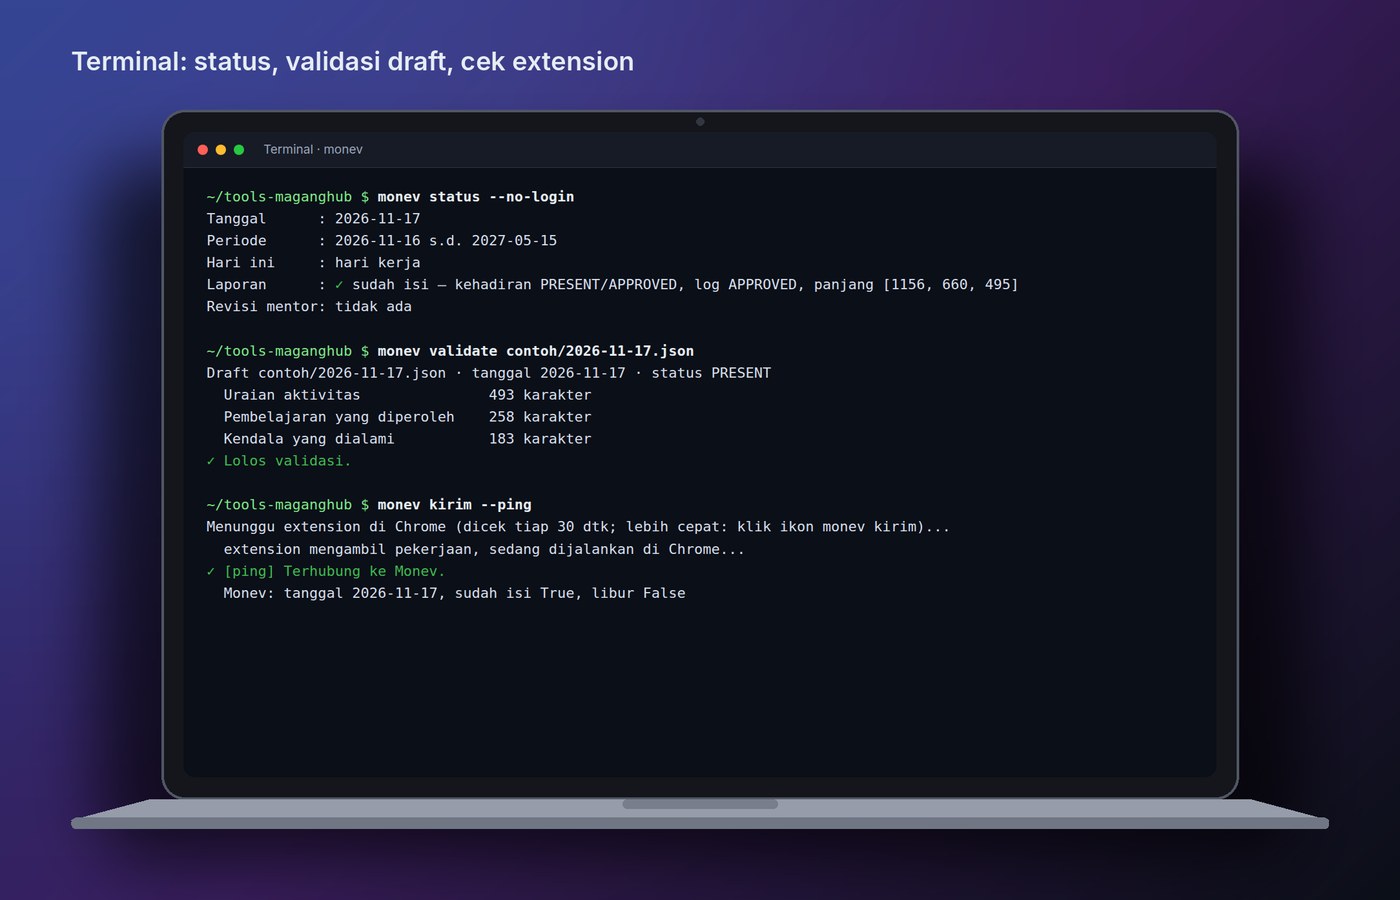 Terminal: status, validasi draft, cek extension
Terminal · monev
~/tools-maganghub $ monev status --no-login
Tanggal      : 2026-11-17
Periode      : 2026-11-16 s.d. 2027-05-15
Hari ini     : hari kerja
Laporan      : ✓ sudah isi — kehadiran PRESENT/APPROVED, log APPROVED, panjang [1156, 660, 495]
Revisi mentor: tidak ada
~/tools-maganghub $ monev validate contoh/2026-11-17.json
Draft contoh/2026-11-17.json · tanggal 2026-11-17 · status PRESENT
  Uraian aktivitas               493 karakter
  Pembelajaran yang diperoleh    258 karakter
  Kendala yang dialami           183 karakter
✓ Lolos validasi.
~/tools-maganghub $ monev kirim --ping
Menunggu extension di Chrome (dicek tiap 30 dtk; lebih cepat: klik ikon monev kirim)...
  extension mengambil pekerjaan, sedang dijalankan di Chrome...
✓ [ping] Terhubung ke Monev.
  Monev: tanggal 2026-11-17, sudah isi True, libur False